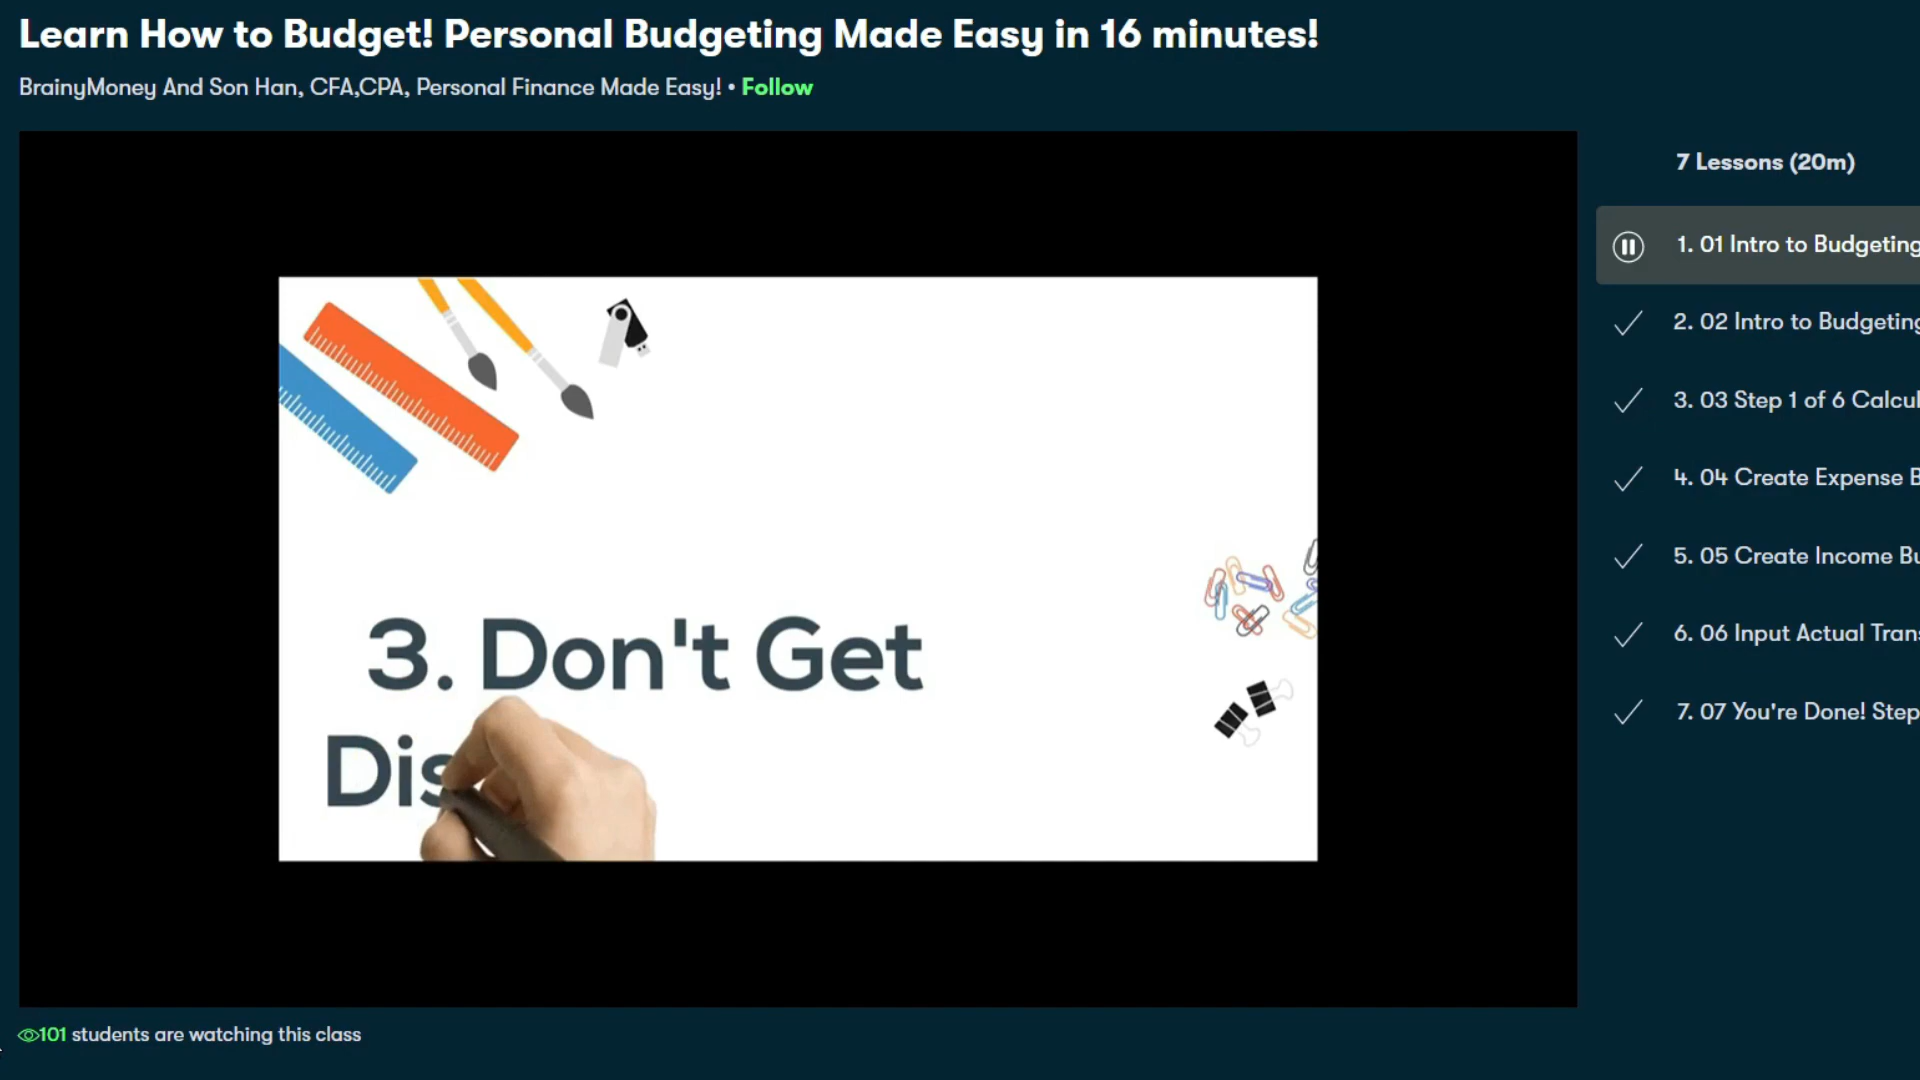 Learn How to Budget! Personal Budgeting Made Easy in 16 minutes!
BrainyMoney And Son Han, CFA,CPA, Personal Finance Made Easy! • Follow
7 Lessons (20m)
1. 01 Intro to Budgeting
2. 02 Intro to Budgeting
3. 03 Step 1 of 6 Calcul
4. 04 Create Expense B
5. 05 Create Income Bu
6. 06 Input Actual Trans
7. 07 You're Done! Step
3. Don't Get
Dis
101 students are watching this class